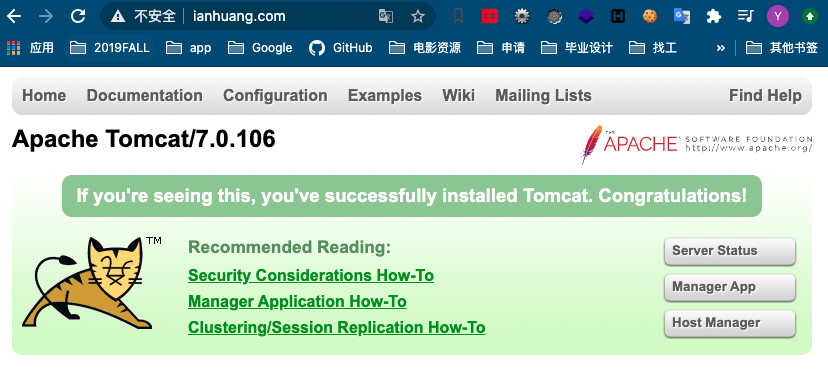 不安全 ianhuang.com
Y
应用 2019FALL app Google GitHub 电影资源 申请 毕业设计 找工 » 其他书签
Home Documentation Configuration Examples Wiki Mailing Lists Find Help
Apache Tomcat/7.0.106
THE APACHE SOFTWARE FOUNDATION
http://www.apache.org/
If you're seeing this, you've successfully installed Tomcat. Congratulations!
TM
Recommended Reading:
Security Considerations How-To
Manager Application How-To
Clustering/Session Replication How-To
Server Status
Manager App
Host Manager